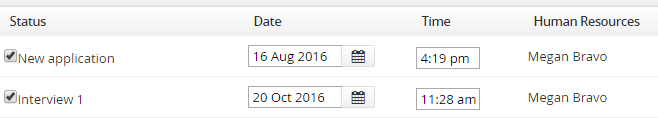 Status Date Time Human Resources
New application 16 Aug 2016 4:19 pm Megan Bravo
Interview 1 20 Oct 2016 11:28 am Megan Bravo